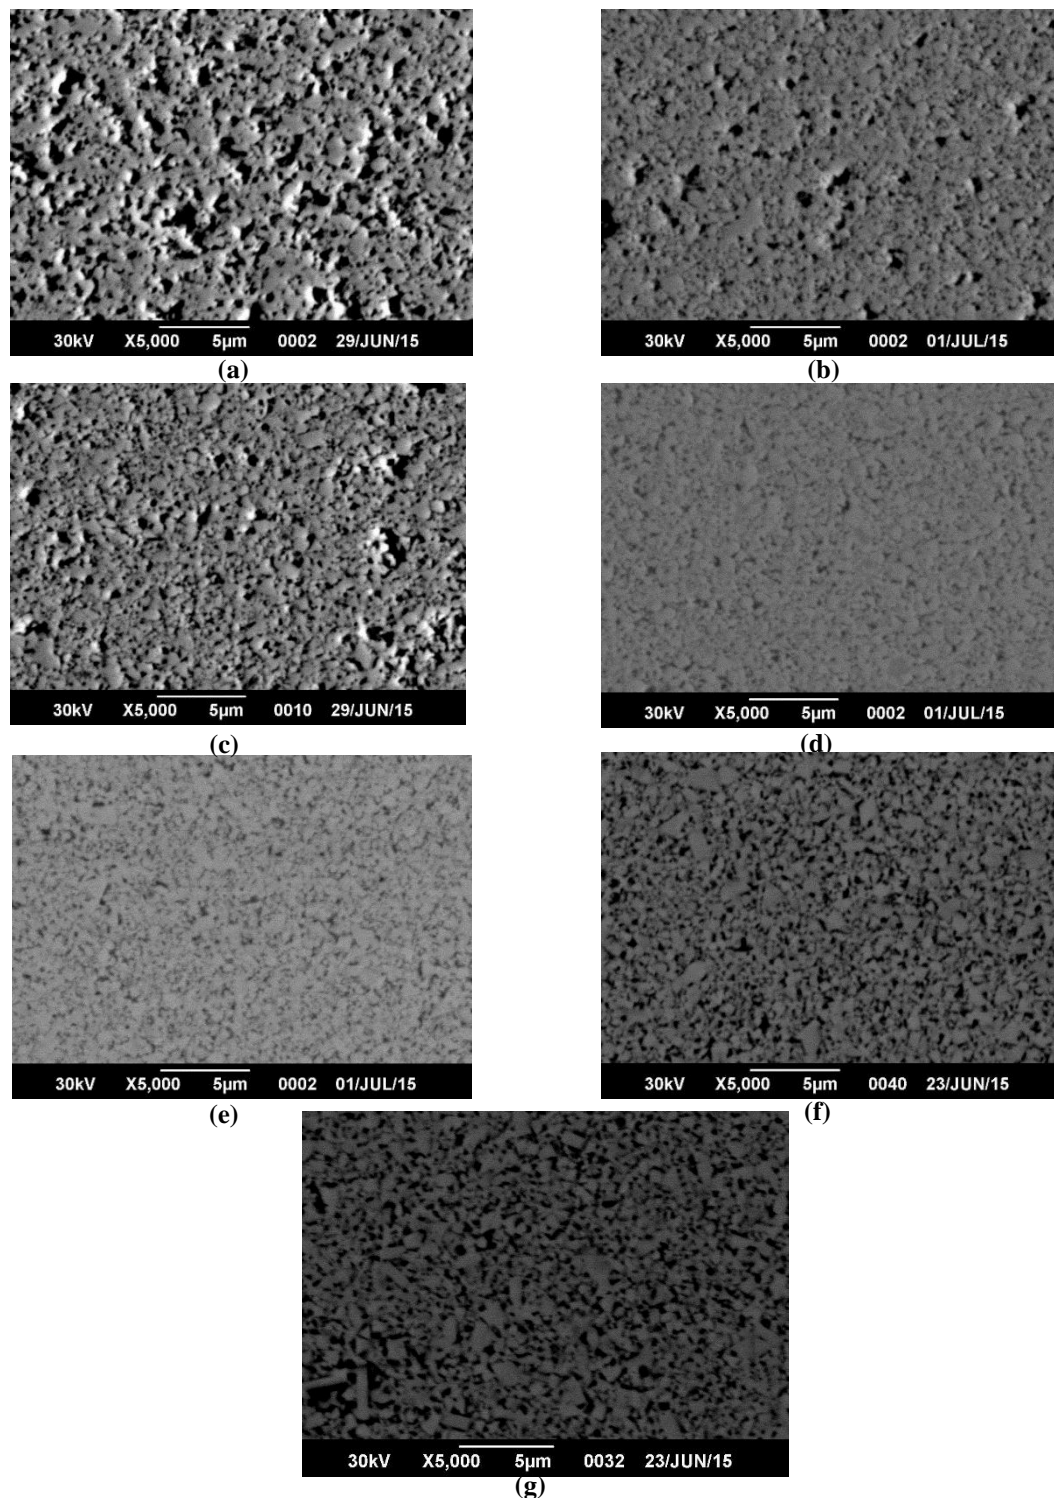 30kV X5,000 5µm 0002 29/JUN/15
(a)
30kV X5,000 5µm 0002 01/JUL/15
(b)
30kV X5,000 5µm 0010 29/JUN/15
(c)
30kV X5,000 5µm 0002 01/JUL/15
(d)
30kV X5,000 5µm 0002 01/JUL/15
(e)
30kV X5,000 5µm 0040 23/JUN/15
(f)
30kV X5,000 5µm 0032 23/JUN/15
(g)